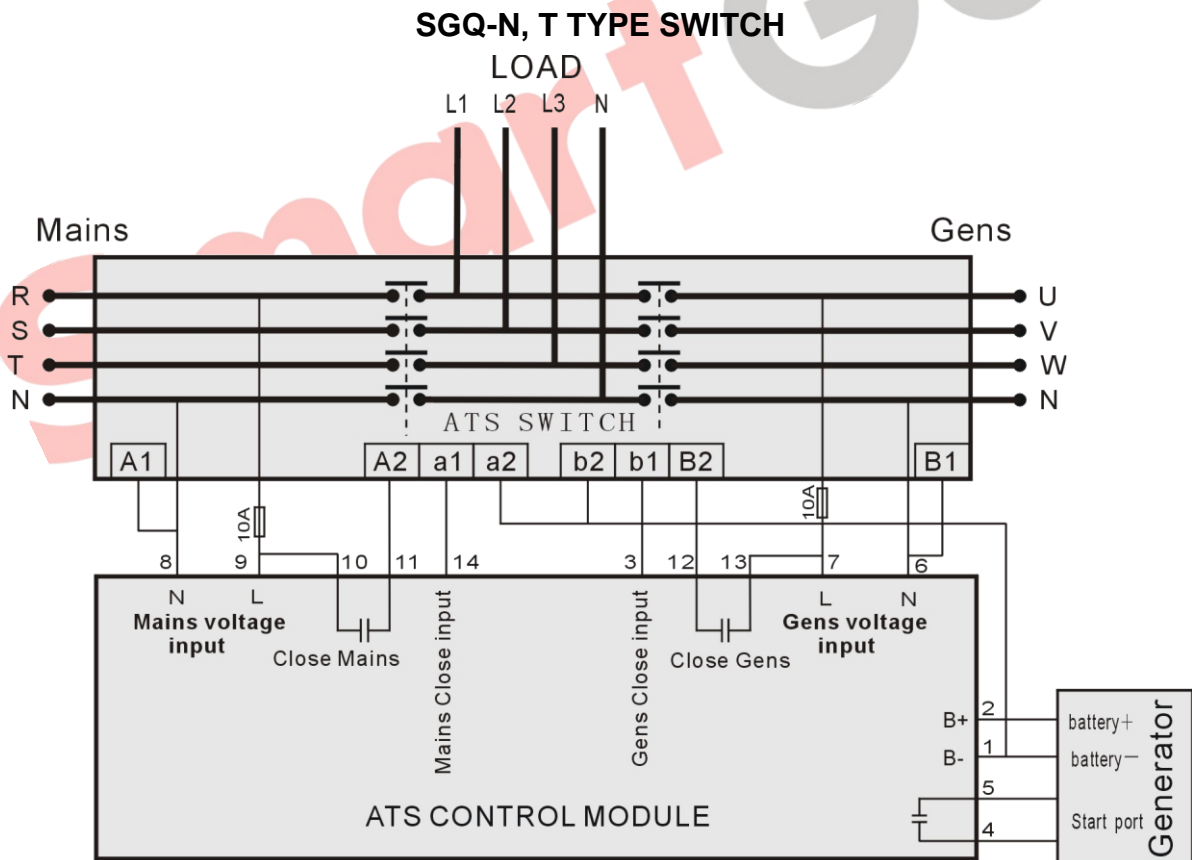 SGQ-N, T TYPE SWITCH
LOAD
L1 L2 L3 N
Mains Gens
R U
S V
T W
N N
ATS SWITCH
A1 A2 a1 a2 b2 b1 B2 B1
10A 10A
8 9 10 11 14 3 12 13 7 6
N L L N
Mains voltage input
Close Mains
Mains Close input
Gens Close input
Close Gens
Gens voltage input
B+ 2 battery+
B- 1 battery—
5
4
Start port
Generator
ATS CONTROL MODULE